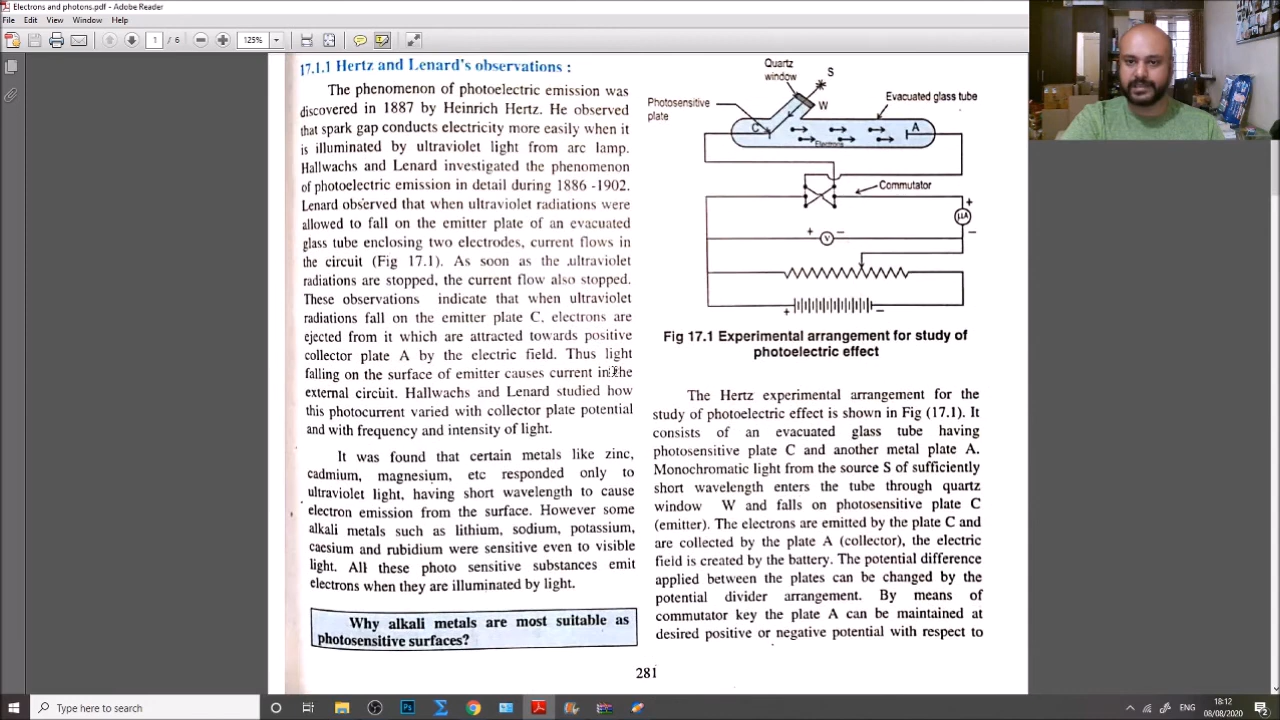 Electrons and photons.pdf - Adobe Reader
File Edit View Window Help
1 / 6 125%
17.1.1 Hertz and Lenard's observations :
The phenomenon of photoelectric emission was
discovered in 1887 by Heinrich Hertz. He observed
that spark gap conducts electricity more easily when it
is illuminated by ultraviolet light from arc lamp.
Hallwachs and Lenard investigated the phenomenon
of photoelectric emission in detail during 1886 -1902.
Lenard observed that when ultraviolet radiations were
allowed to fall on the emitter plate of an evacuated
glass tube enclosing two electrodes, current flows in
the circuit (Fig 17.1). As soon as the ultraviolet
radiations are stopped, the current flow also stopped.
These observations indicate that when ultraviolet
radiations fall on the emitter plate C, electrons are
ejected from it which are attracted towards positive
collector plate A by the electric field. Thus light
falling on the surface of emitter causes current in the
external circuit. Hallwachs and Lenard studied how
this photocurrent varied with collector plate potential
and with frequency and intensity of light.
It was found that certain metals like zinc,
cadmium, magnesium, etc responded only to
ultraviolet light, having short wavelength to cause
electron emission from the surface. However some
alkali metals such as lithium, sodium, potassium,
caesium and rubidium were sensitive even to visible
light. All these photo sensitive substances emit
electrons when they are illuminated by light.
Why alkali metals are most suitable as
photosensitive surfaces?
Quartz
window
S
W
Photosensitive
plate
Evacuated glass tube
C
A
Electrons
Commutator
+
μA
−
+ V −
+ −
Fig 17.1 Experimental arrangement for study of
photoelectric effect
The Hertz experimental arrangement for the
study of photoelectric effect is shown in Fig (17.1). It
consists of an evacuated glass tube having
photosensitive plate C and another metal plate A.
Monochromatic light from the source S of sufficiently
short wavelength enters the tube through quartz
window W and falls on photosensitive plate C
(emitter). The electrons are emitted by the plate C and
are collected by the plate A (collector), the electric
field is created by the battery. The potential difference
applied between the plates can be changed by the
potential divider arrangement. By means of
commutator key the plate A can be maintained at
desired positive or negative potential with respect to
281
Type here to search
ENG
18:12
08/08/2020
2